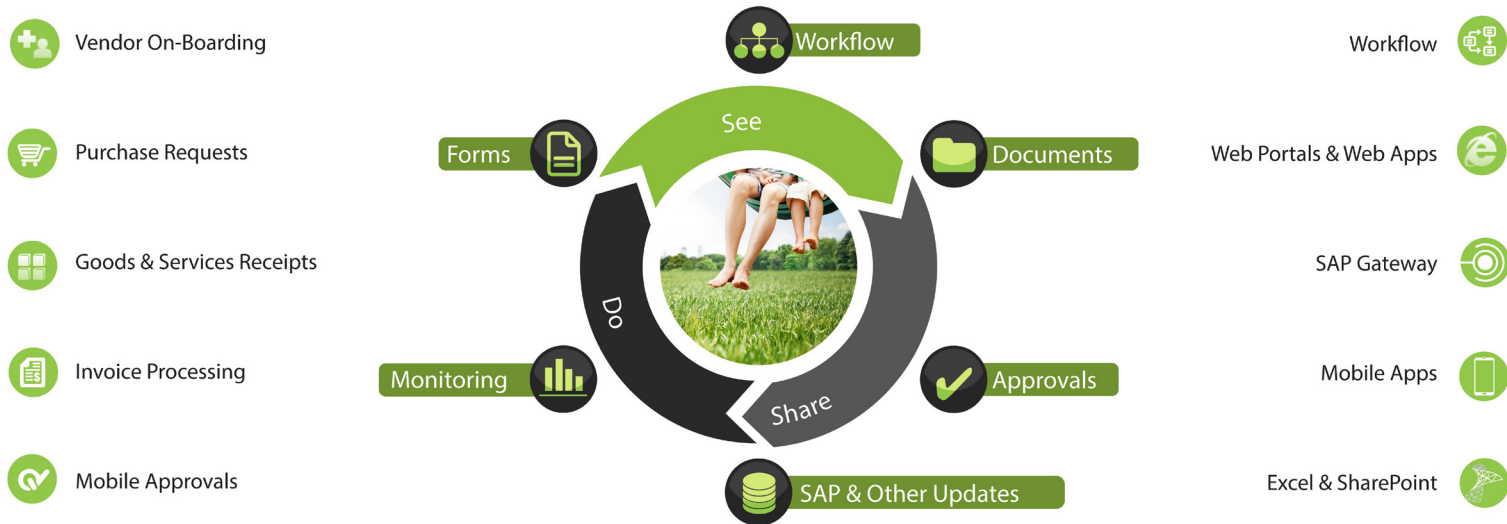 Vendor On-Boarding
Purchase Requests
Goods & Services Receipts
Invoice Processing
Mobile Approvals
Workflow
See
Forms
Documents
Do
Monitoring
Approvals
Share
SAP & Other Updates
Workflow
Web Portals & Web Apps
SAP Gateway
Mobile Apps
Excel & SharePoint